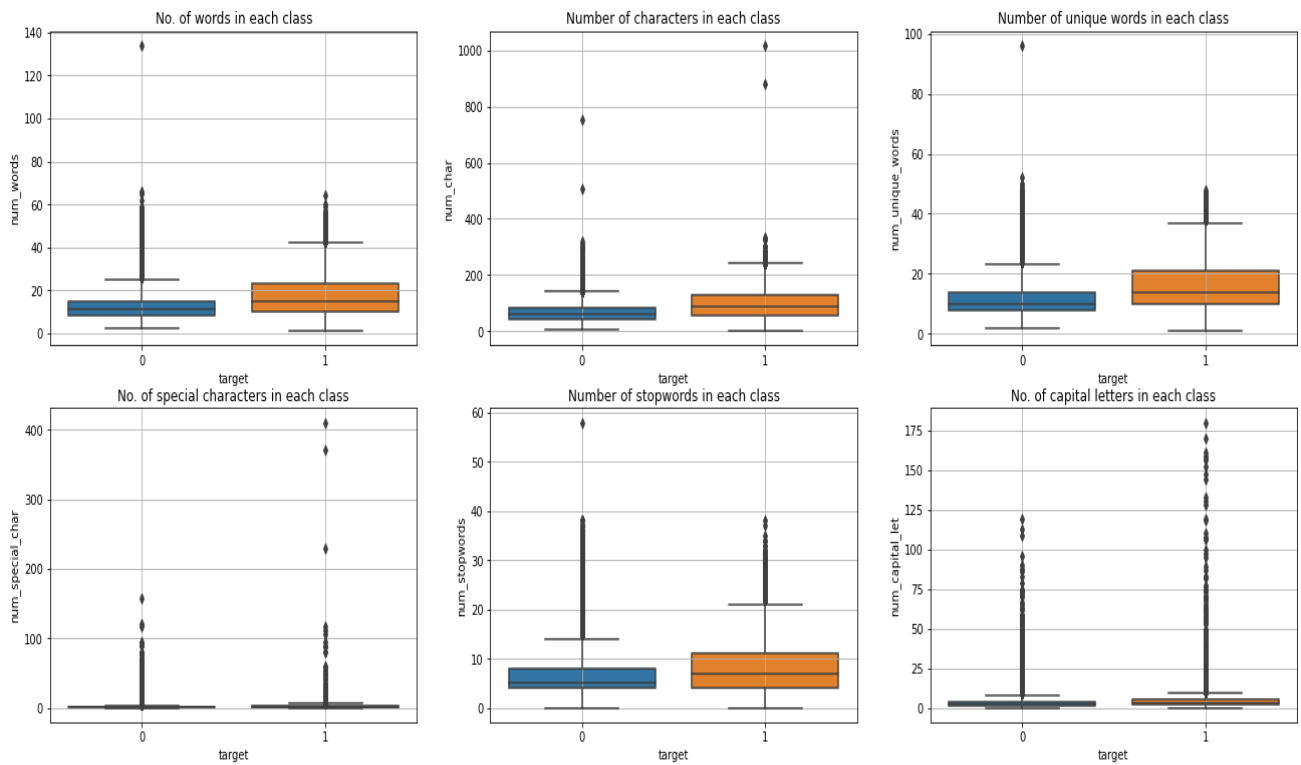 No. of words in each class
num_words
140
120
100
80
60
40
20
0
0 1
target
Number of characters in each class
num_char
1000
800
600
400
200
0
0 1
target
Number of unique words in each class
num_unique_words
100
80
60
40
20
0
0 1
target
No. of special characters in each class
num_special_char
400
300
200
100
0
0 1
target
Number of stopwords in each class
num_stopwords
60
50
40
30
20
10
0
0 1
target
No. of capital letters in each class
num_capital_let
175
150
125
100
75
50
25
0
0 1
target